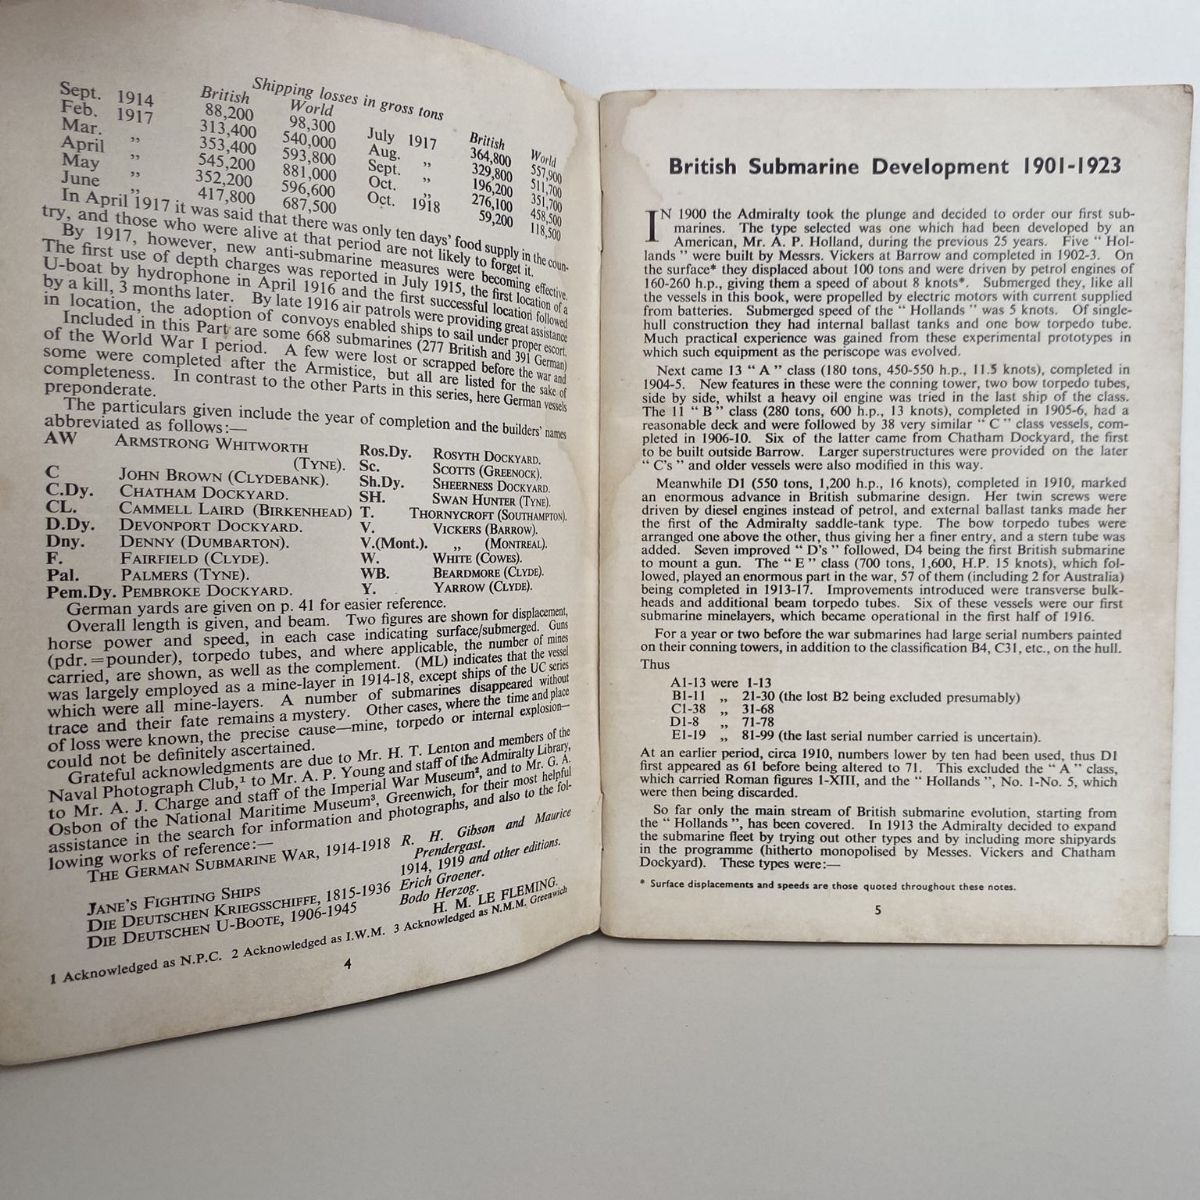 Shipping losses in gross tons
British World British World
Sept. 1914 88,200 98,300 July 1917 364,800 557,900
Feb. 1917 313,400 540,000 Aug. ,, 329,800 511,700
Mar. ,, 353,400 593,800 Sept. ,, 196,200 351,700
April ,, 545,200 881,000 Oct. ,, 276,100 458,500
May ,, 352,200 596,600 Oct. 1918 59,200 118,500
June ,, 417,800 687,500
In April 1917 it was said that there was only ten days' food supply in the coun-
try, and those who were alive at that period are not likely to forget it.
By 1917, however, new anti-submarine measures were becoming effective.
The first use of depth charges was reported in July 1915, the first location of a
U-boat by hydrophone in April 1916 and the first successful location followed
by a kill, 3 months later. By late 1916 air patrols were providing great assistance
in location, the adoption of convoys enabled ships to sail under proper escort.
Included in this Part are some 668 submarines (277 British and 391 German)
of the World War I period. A few were lost or scrapped before the war and
some were completed after the Armistice, but all are listed for the sake of
completeness. In contrast to the other Parts in this series, here German vessels
preponderate.
The particulars given include the year of completion and the builders' names
abbreviated as follows:—
AW ARMSTRONG WHITWORTH (TYNE). Ros.Dy. ROSYTH DOCKYARD.
Sc. SCOTTS (GREENOCK).
C JOHN BROWN (CLYDEBANK). Sh.Dy. SHEERNESS DOCKYARD.
C.Dy. CHATHAM DOCKYARD. SH. SWAN HUNTER (TYNE).
CL. CAMMELL LAIRD (BIRKENHEAD) T. THORNYCROFT (SOUTHAMPTON).
D.Dy. DEVONPORT DOCKYARD. V. VICKERS (BARROW).
Dny. DENNY (DUMBARTON). V.(Mont.). ,, (MONTREAL).
F. FAIRFIELD (CLYDE). W. WHITE (COWES).
Pal. PALMERS (TYNE). WB. BEARDMORE (CLYDE).
Pem.Dy. PEMBROKE DOCKYARD. Y. YARROW (CLYDE).
German yards are given on p. 41 for easier reference.
Overall length is given, and beam. Two figures are shown for displacement,
horse power and speed, in each case indicating surface/submerged. Guns
(pdr. = pounder), torpedo tubes, and where applicable, the number of mines
carried, are shown, as well as the complement. (ML) indicates that the vessel
was largely employed as a mine-layer in 1914-18, except ships of the UC series
which were all mine-layers. A number of submarines disappeared without
trace and their fate remains a mystery. Other cases, where the time and place
of loss were known, the precise cause—mine, torpedo or internal explosion—
could not be definitely ascertained.
Grateful acknowledgments are due to Mr. H. T. Lenton and members of the
Naval Photograph Club,¹ to Mr. A. P. Young and staff of the Admiralty Library,
to Mr. A. J. Charge and staff of the Imperial War Museum², and to Mr. G. A.
Osbon of the National Maritime Museum³, Greenwich, for their most helpful
assistance in the search for information and photographs, and also to the fol-
lowing works of reference:—
THE GERMAN SUBMARINE WAR, 1914-1918 R. H. Gibson and Maurice
Prendergast.
JANE'S FIGHTING SHIPS 1914, 1919 and other editions.
DIE DEUTSCHEN KRIEGSSCHIFFE, 1815-1936 Erich Groener.
DIE DEUTSCHEN U-BOOTE, 1906-1945 Bodo Herzog.
H. M. LE FLEMING.
1 Acknowledged as N.P.C. 2 Acknowledged as I.W.M. 3 Acknowledged as N.M.M. Greenwich
4
British Submarine Development 1901-1923
IN 1900 the Admiralty took the plunge and decided to order our first sub-
marines. The type selected was one which had been developed by an
American, Mr. A. P. Holland, during the previous 25 years. Five "Hol-
lands" were built by Messrs. Vickers at Barrow and completed in 1902-3. On
the surface* they displaced about 100 tons and were driven by petrol engines of
160-260 h.p., giving them a speed of about 8 knots*. Submerged they, like all
the vessels in this book, were propelled by electric motors with current supplied
from batteries. Submerged speed of the "Hollands" was 5 knots. Of single-
hull construction they had internal ballast tanks and one bow torpedo tube.
Much practical experience was gained from these experimental prototypes in
which such equipment as the periscope was evolved.
Next came 13 "A" class (180 tons, 450-550 h.p., 11.5 knots), completed in
1904-5. New features in these were the conning tower, two bow torpedo tubes,
side by side, whilst a heavy oil engine was tried in the last ship of the class.
The 11 "B" class (280 tons, 600 h.p., 13 knots), completed in 1905-6, had a
reasonable deck and were followed by 38 very similar "C" class vessels, com-
pleted in 1906-10. Six of the latter came from Chatham Dockyard, the first
to be built outside Barrow. Larger superstructures were provided on the later
"C's" and older vessels were also modified in this way.
Meanwhile D1 (550 tons, 1,200 h.p., 16 knots), completed in 1910, marked
an enormous advance in British submarine design. Her twin screws were
driven by diesel engines instead of petrol, and external ballast tanks made her
the first of the Admiralty saddle-tank type. The bow torpedo tubes were
arranged one above the other, thus giving her a finer entry, and a stern tube was
added. Seven improved "D's" followed, D4 being the first British submarine
to mount a gun. The "E" class (700 tons, 1,600, H.P. 15 knots), which fol-
lowed, played an enormous part in the war, 57 of them (including 2 for Australia)
being completed in 1913-17. Improvements introduced were transverse bulk-
heads and additional beam torpedo tubes. Six of these vessels were our first
submarine minelayers, which became operational in the first half of 1916.
For a year or two before the war submarines had large serial numbers painted
on their conning towers, in addition to the classification B4, C31, etc., on the hull.
Thus
A1-13 were 1-13
B1-11 ,, 21-30 (the lost B2 being excluded presumably)
C1-38 ,, 31-68
D1-8 ,, 71-78
E1-19 ,, 81-99 (the last serial number carried is uncertain).
At an earlier period, circa 1910, numbers lower by ten had been used, thus D1
first appeared as 61 before being altered to 71. This excluded the "A" class,
which carried Roman figures 1-XIII, and the "Hollands", No. 1-No. 5, which
were then being discarded.
So far only the main stream of British submarine evolution, starting from
the "Hollands", has been covered. In 1913 the Admiralty decided to expand
the submarine fleet by trying out other types and by including more shipyards
in the programme (hitherto monopolised by Messes. Vickers and Chatham
Dockyard). These types were:—
* Surface displacements and speeds are those quoted throughout these notes.
5